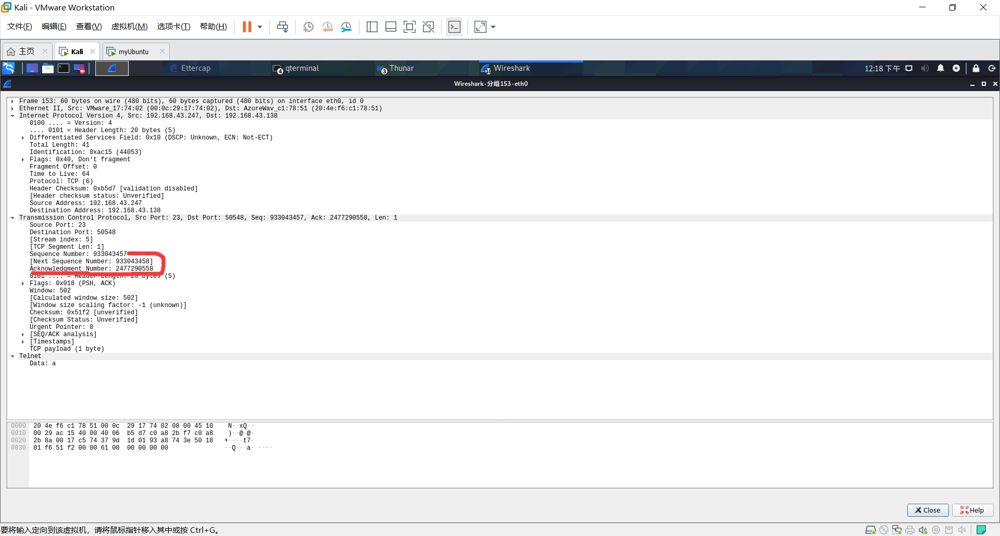 Kali - VMware Workstation
文件(F) 编辑(E) 查看(V) 虚拟机(M) 选项卡(T) 帮助(H)
主页 Kali myUbuntu
Ettercap 4 qterminal 3 Thunar 10 Wireshark 12:18 下午
Wireshark·分组153·eth0
Frame 153: 60 bytes on wire (480 bits), 60 bytes captured (480 bits) on interface eth0, id 0
Ethernet II, Src: VMware_17:74:02 (00:0c:29:17:74:02), Dst: AzureWav_c1:78:51 (20:4e:f6:c1:78:51)
Internet Protocol Version 4, Src: 192.168.43.247, Dst: 192.168.43.138
0100 .... = Version: 4
.... 0101 = Header Length: 20 bytes (5)
Differentiated Services Field: 0x10 (DSCP: Unknown, ECN: Not-ECT)
Total Length: 41
Identification: 0xac15 (44053)
Flags: 0x40, Don't fragment
Fragment Offset: 0
Time to Live: 64
Protocol: TCP (6)
Header Checksum: 0xb5d7 [validation disabled]
[Header checksum status: Unverified]
Source Address: 192.168.43.247
Destination Address: 192.168.43.138
Transmission Control Protocol, Src Port: 23, Dst Port: 50548, Seq: 933043457, Ack: 2477290558, Len: 1
Source Port: 23
Destination Port: 50548
[Stream index: 5]
[TCP Segment Len: 1]
Sequence Number: 933043457
[Next Sequence Number: 933043458]
Acknowledgment Number: 2477290558
0101 .... = Header Length: 20 bytes (5)
Flags: 0x018 (PSH, ACK)
Window: 502
[Calculated window size: 502]
[Window size scaling factor: -1 (unknown)]
Checksum: 0x51f2 [unverified]
[Checksum Status: Unverified]
Urgent Pointer: 0
[SEQ/ACK analysis]
[Timestamps]
TCP payload (1 byte)
Telnet
Data: a
0000 20 4e f6 c1 78 51 00 0c 29 17 74 02 08 00 45 10 N··xQ··
0010 00 29 ac 15 40 00 40 06 b5 d7 c0 a8 2b f7 c0 a8 ·)··@·@·
0020 2b 8a 00 17 c5 74 37 9d 1d 01 93 a8 74 3e 50 18 +····t7·
0030 01 f6 51 f2 00 00 61 00 00 00 00 00 ··Q···a· ····
Close Help
要将输入定向到该虚拟机，请将鼠标指针移入其中或按 Ctrl+G。